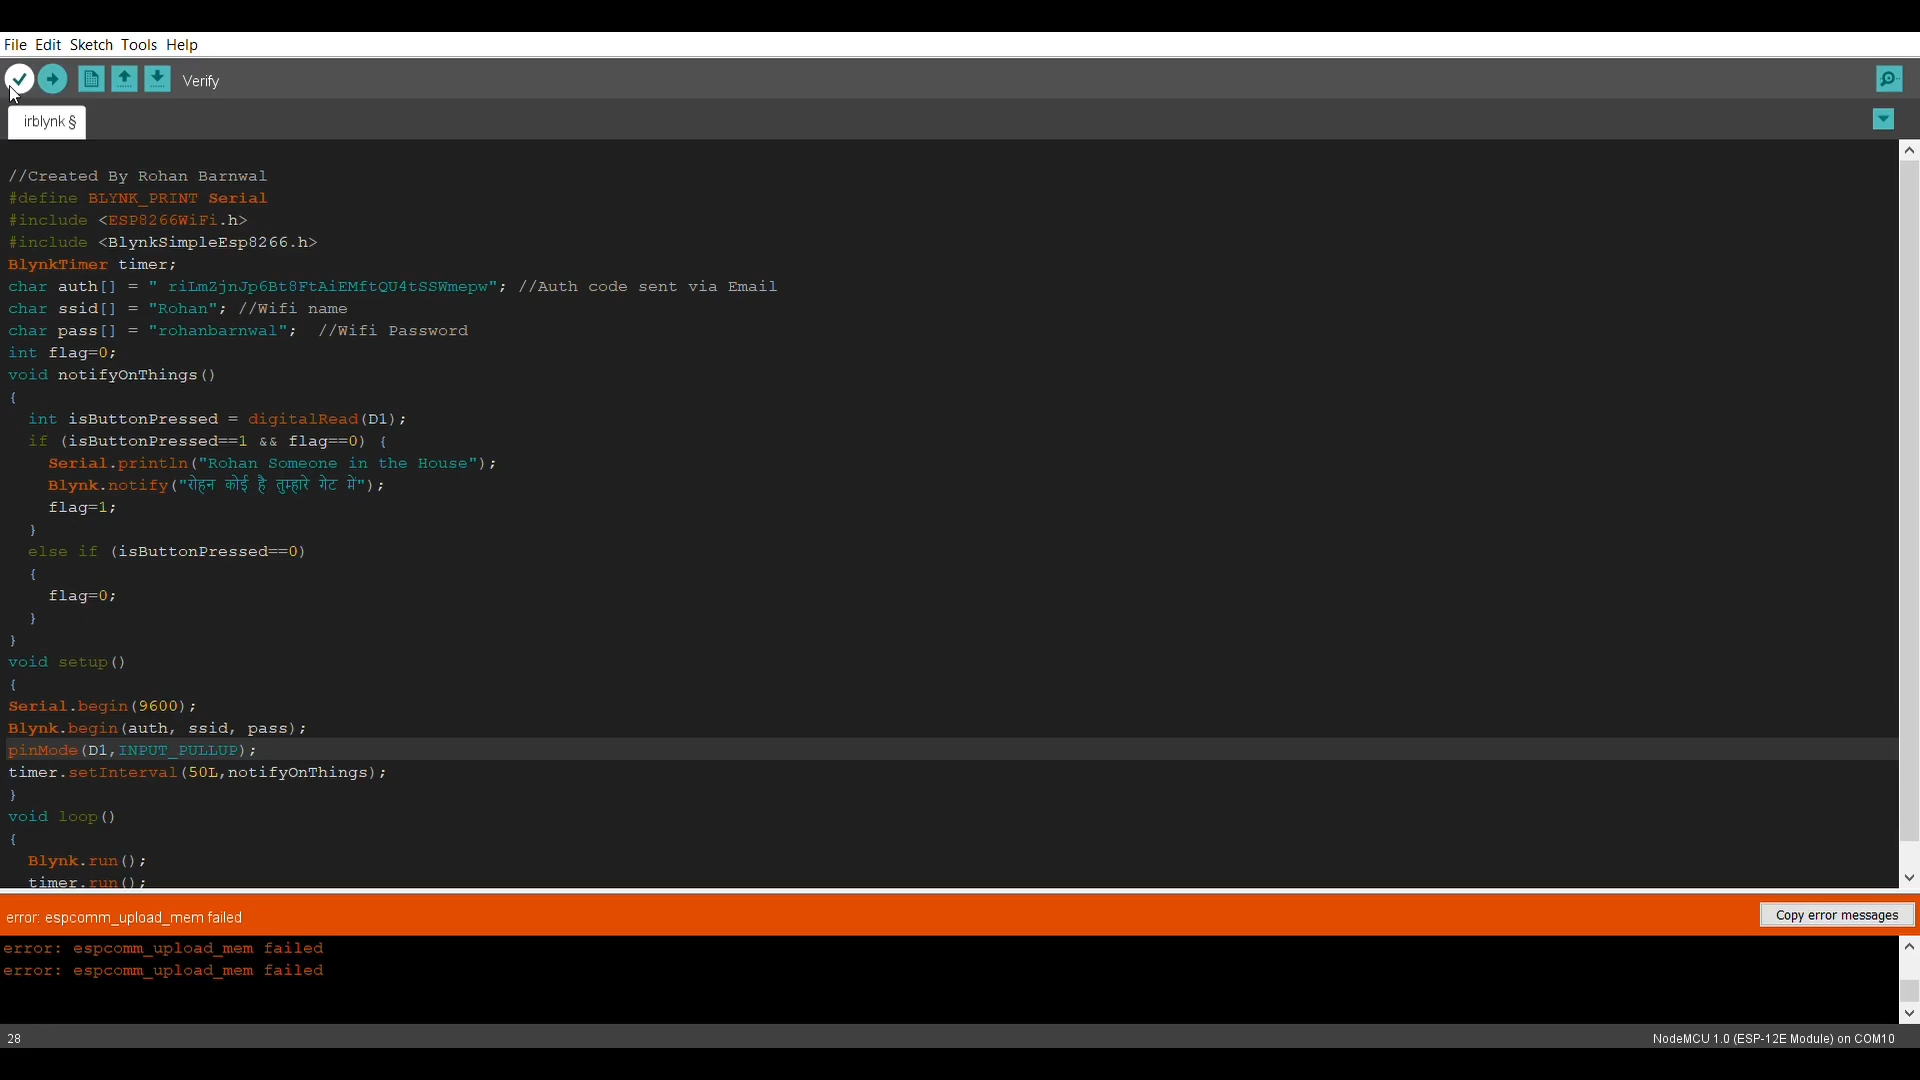 File Edit Sketch Tools Help
Verify
irblynk §
//Created By Rohan Barnwal
#define BLYNK_PRINT Serial
#include <ESP8266WiFi.h>
#include <BlynkSimpleEsp8266.h>
BlynkTimer timer;
char auth[] = " riLmZjnJp6Bt8FtAiEMftQU4tSSWmepw"; //Auth code sent via Email
char ssid[] = "Rohan"; //Wifi name
char pass[] = "rohanbarnwal";  //Wifi Password
int flag=0;
void notifyOnThings()
{
  int isButtonPressed = digitalRead(D1);
  if (isButtonPressed==1 && flag==0) {
    Serial.println("Rohan Someone in the House");
    Blynk.notify("रोहन कोई है तुम्हारे गेट में");
    flag=1;
  }
  else if (isButtonPressed==0)
  {
    flag=0;
  }
}
void setup()
{
Serial.begin(9600);
Blynk.begin(auth, ssid, pass);
pinMode(D1,INPUT_PULLUP);
timer.setInterval(50L,notifyOnThings);
}
void loop()
{
  Blynk.run();
  timer.run();
error: espcomm_upload_mem failed
Copy error messages
error: espcomm_upload_mem failed
error: espcomm_upload_mem failed
28
NodeMCU 1.0 (ESP-12E Module) on COM10